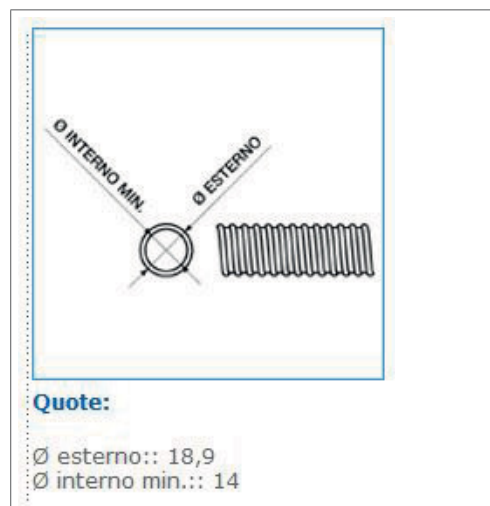 Ø INTERNO MIN.
Ø ESTERNO
Quote:
Ø esterno:: 18,9
Ø interno min.:: 14